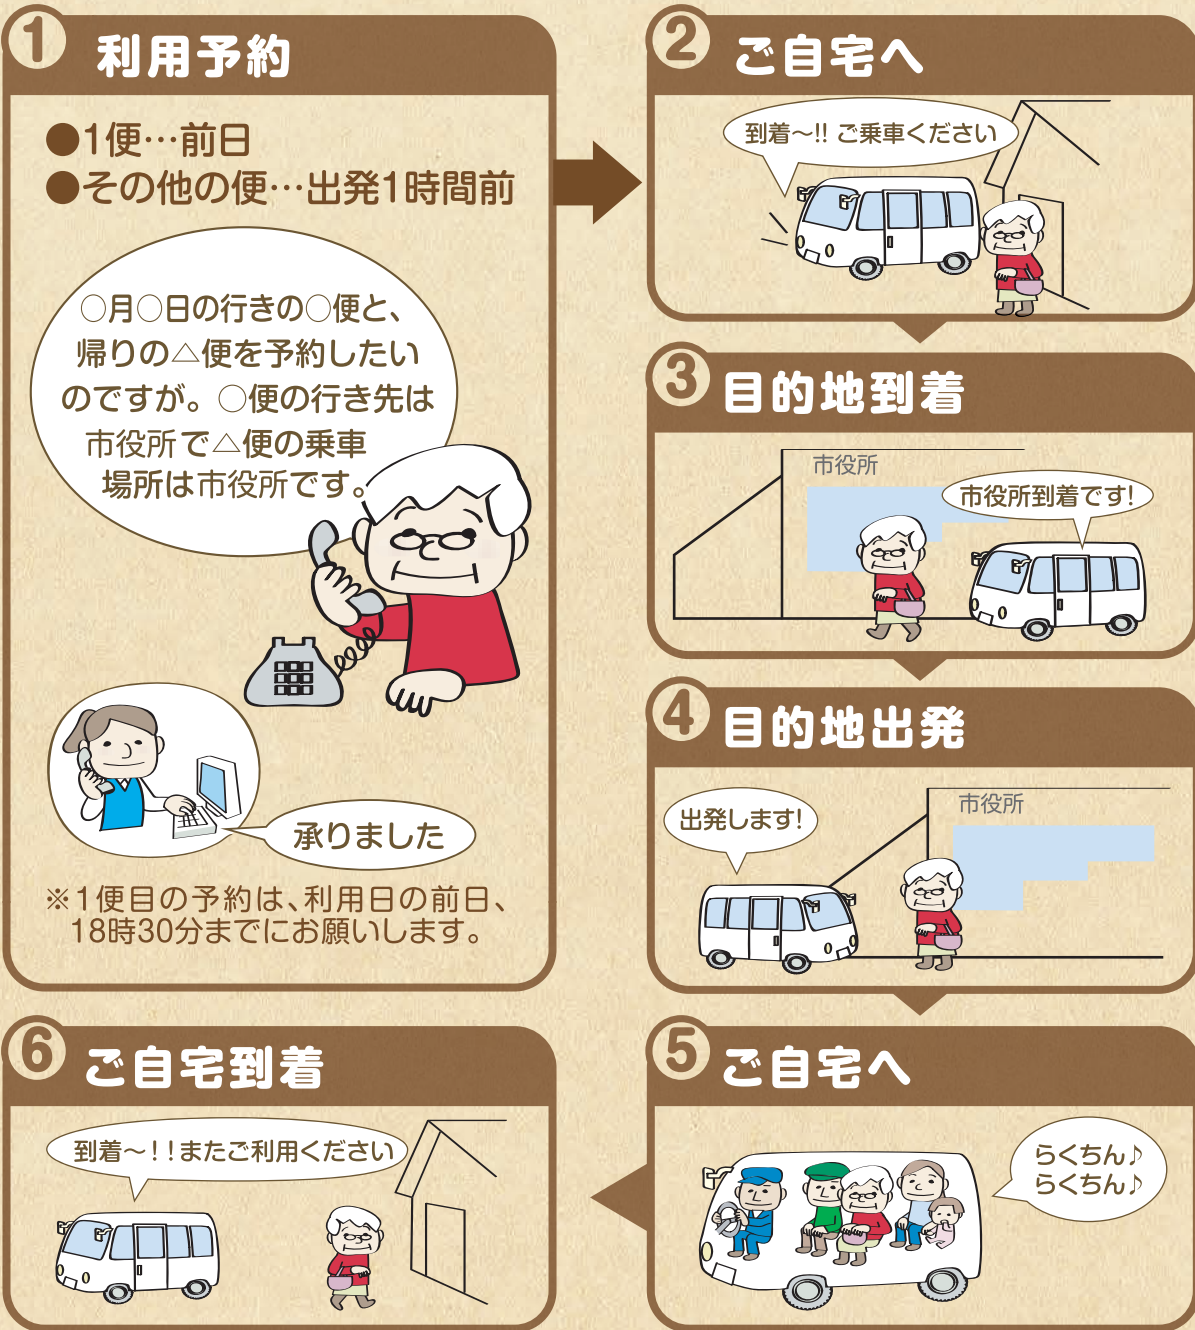 ① 利用予約
●1便…前日
●その他の便…出発1時間前
○月○日の行きの○便と、
帰りの△便を予約したい
のですが。○便の行き先は
市役所で△便の乗車
場所は市役所です。
承りました
※1便目の予約は、利用日の前日、
18時30分までにお願いします。
② ご自宅へ
到着～!! ご乗車ください
③ 目的地到着
市役所
市役所到着です!
④ 目的地出発
出発します!
市役所
⑤ ご自宅へ
らくちん♪
らくちん♪
⑥ ご自宅到着
到着～！！またご利用ください